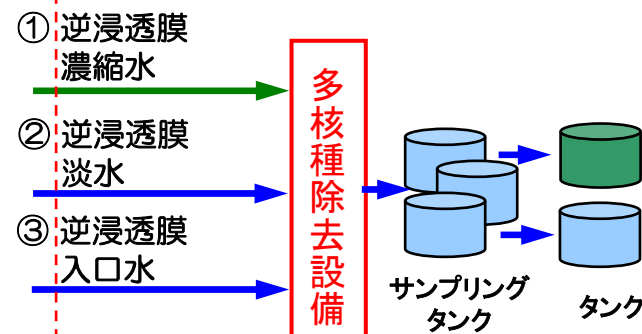 ① 逆浸透膜
濃縮水
② 逆浸透膜
淡水
③ 逆浸透膜
入口水
多核種除去設備
サンプリング
タンク
タンク